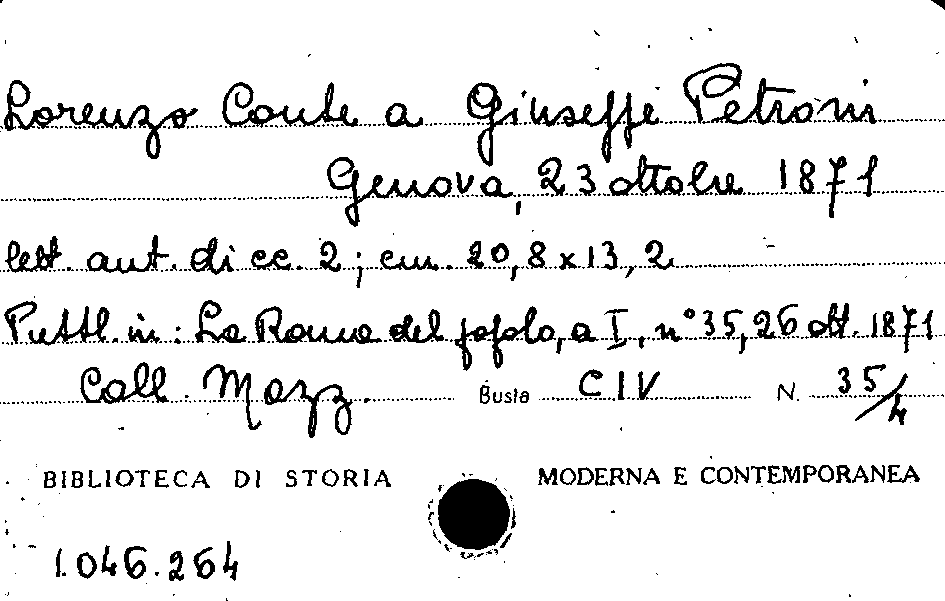 Lorenzo Conte a Giuseppe Petroni
Genova, 23 ottobre 1871
lett. aut. di cc. 2; cm. 20,8 x 13,2
Pubbl. in: La Roma del popolo, a I, n° 35, 26 ott. 1871
Coll. Mazz. Busta CIV N. 35/4
BIBLIOTECA DI STORIA MODERNA E CONTEMPORANEA
1.046.264